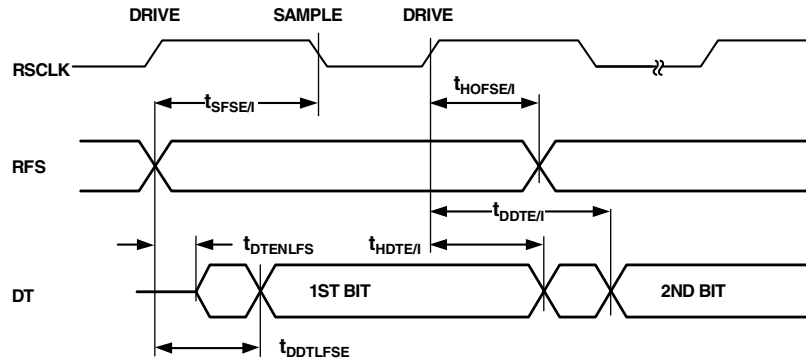 DRIVE SAMPLE DRIVE
RSCLK
tSFSE/I tHOFSE/I
RFS
tDDTE/I
tDTENLFS tHDTE/I
DT 1ST BIT 2ND BIT
tDDTLFSE